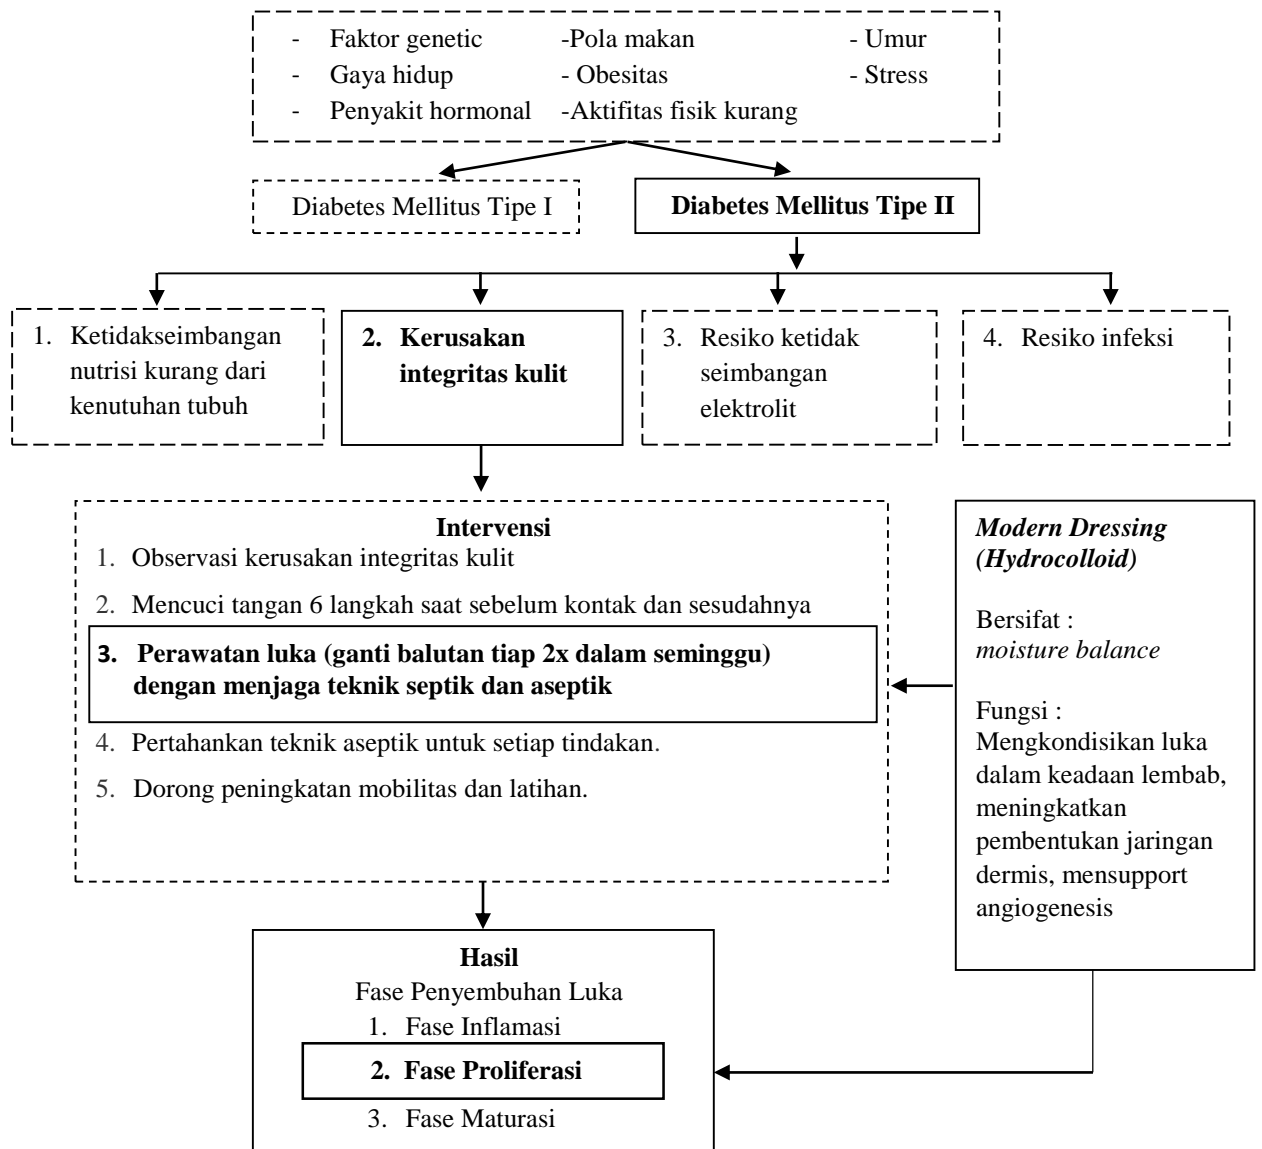 - Faktor genetic -Pola makan - Umur
- Gaya hidup - Obesitas - Stress
- Penyakit hormonal -Aktifitas fisik kurang
Diabetes Mellitus Tipe I
Diabetes Mellitus Tipe II
1. Ketidakseimbangan
nutrisi kurang dari
kenutuhan tubuh
2. Kerusakan
integritas kulit
3. Resiko ketidak
seimbangan
elektrolit
4. Resiko infeksi
Intervensi
1. Observasi kerusakan integritas kulit
2. Mencuci tangan 6 langkah saat sebelum kontak dan sesudahnya
3. Perawatan luka (ganti balutan tiap 2x dalam seminggu)
dengan menjaga teknik septik dan aseptik
4. Pertahankan teknik aseptik untuk setiap tindakan.
5. Dorong peningkatan mobilitas dan latihan.
Modern Dressing
(Hydrocolloid)
Bersifat :
moisture balance
Fungsi :
Mengkondisikan luka
dalam keadaan lembab,
meningkatkan
pembentukan jaringan
dermis, mensupport
angiogenesis
Hasil
Fase Penyembuhan Luka
1. Fase Inflamasi
2. Fase Proliferasi
3. Fase Maturasi